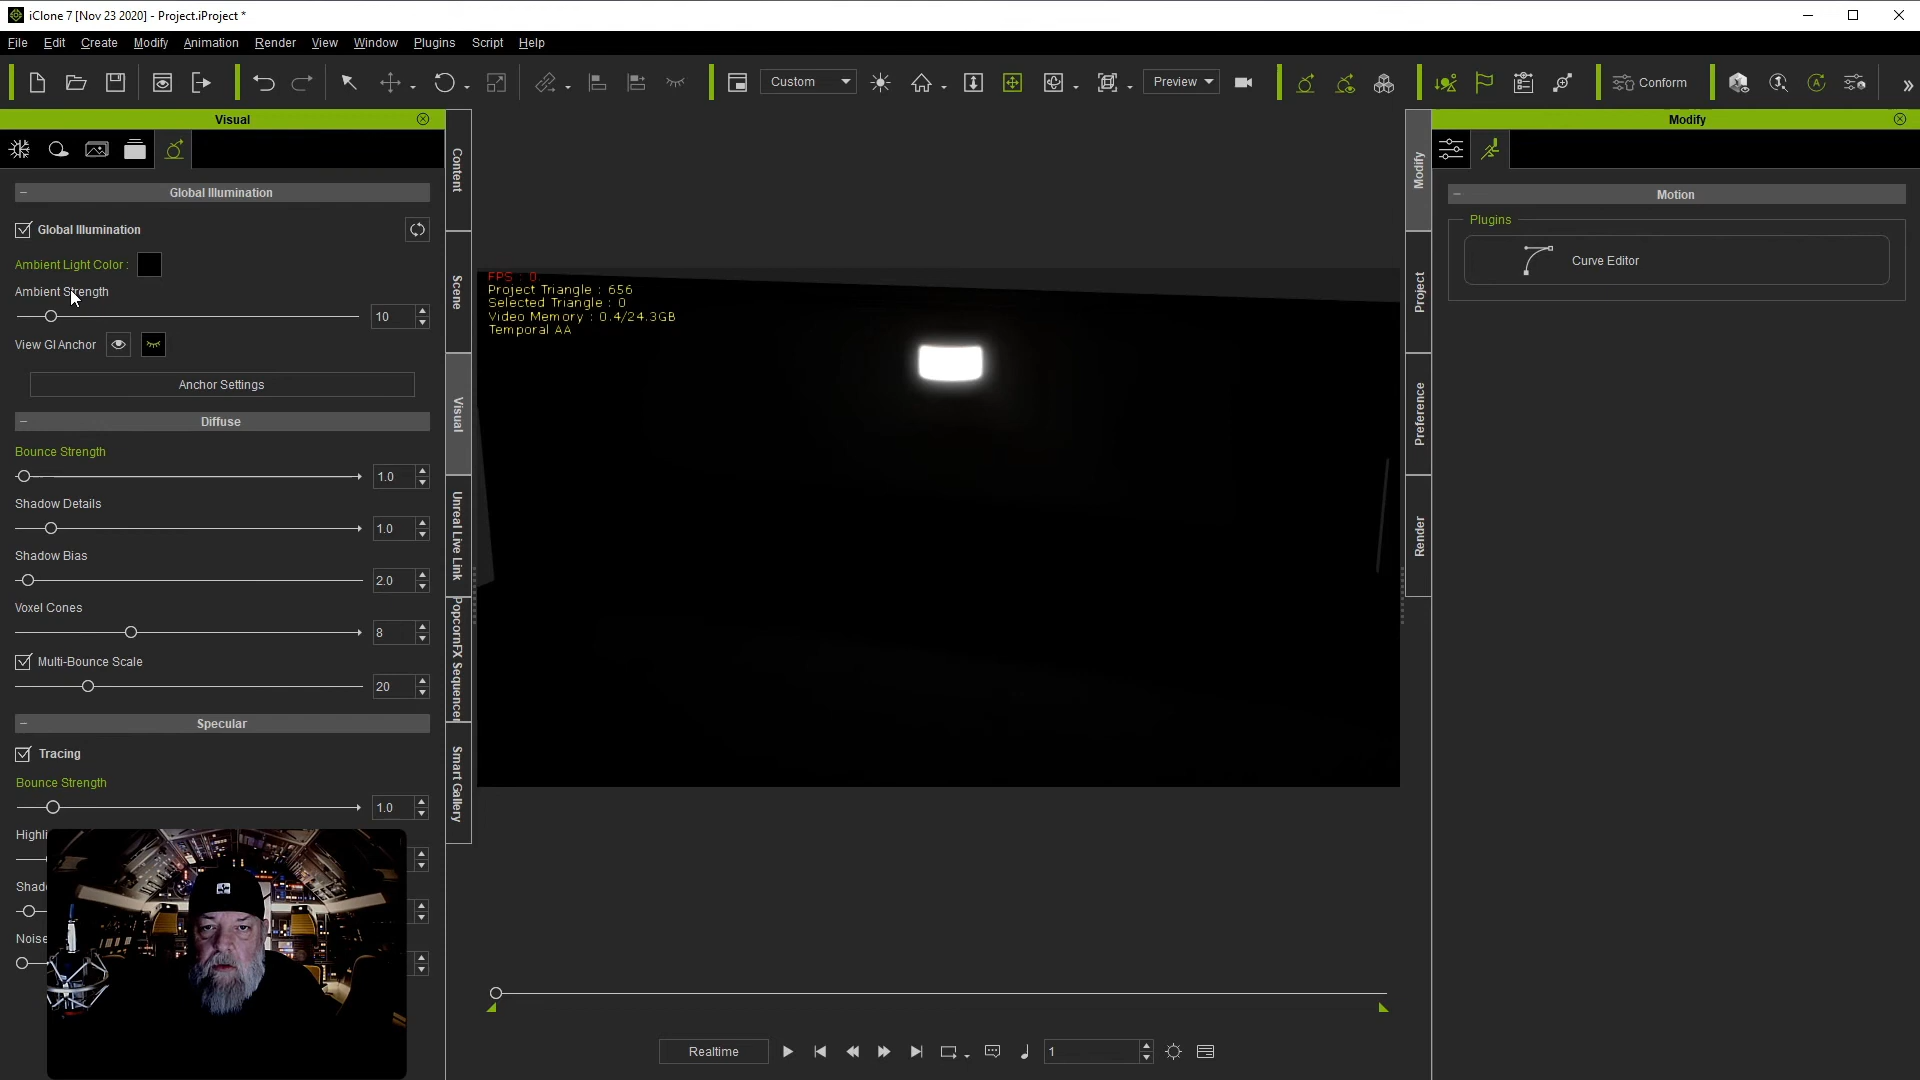 iClone 7 [Nov 23 2020] - Project.iProject *
File Edit Create Modify Animation Render View Window Plugins Script Help
Custom
Preview
Conform
Visual
Modify
Content
Scene
Visual
Unreal Live Link
PopcornFX Sequencer
Smart Gallery
Global Illumination
Global Illumination
Ambient Light Color :
Ambient Strength
10
View GI Anchor
Anchor Settings
Diffuse
Bounce Strength
1.0
Shadow Details
1.0
Shadow Bias
2.0
Voxel Cones
8
Multi-Bounce Scale
20
Specular
Tracing
Bounce Strength
1.0
Highli
Shad
Noise
FPS : 0
Project Triangle : 656
Selected Triangle : 0
Video Memory : 0.4/24.3GB
Temporal AA
Realtime
1
Modify
Project
Preference
Render
Motion
Plugins
Curve Editor